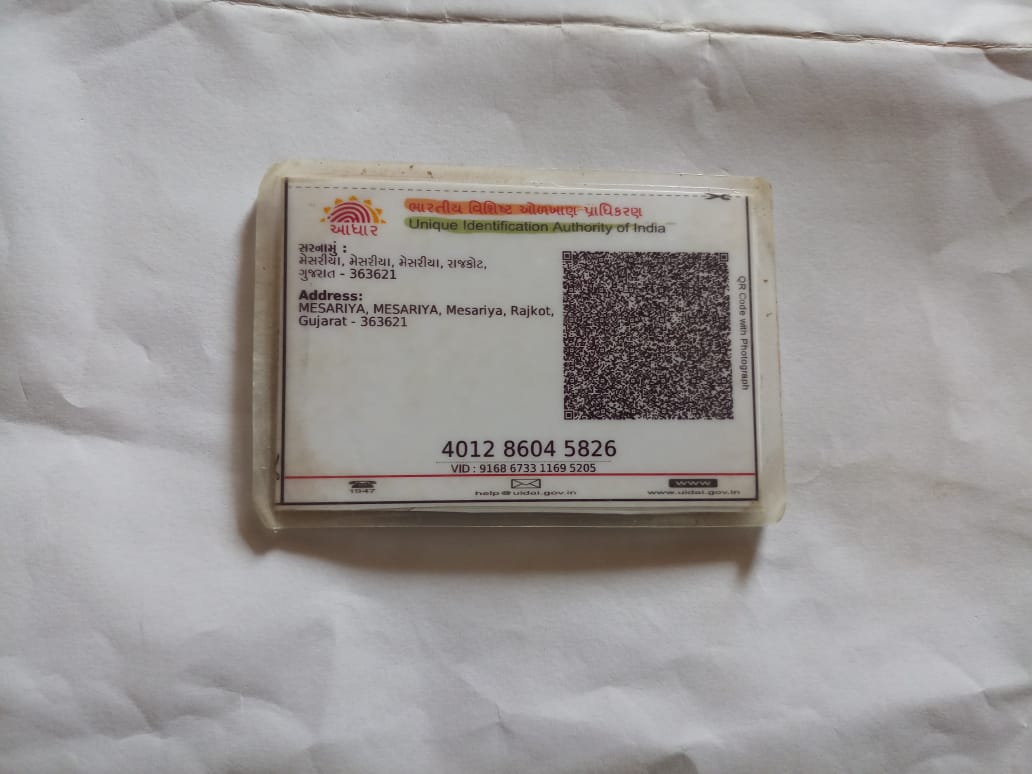 આધાર
ભારતીય વિશિષ્ટ ઓળખાણ પ્રાધિકરણ
Unique Identification Authority of India
સરનામું :
મેસરીયા, મેસરીયા, મેસરીયા, રાજકોટ,
ગુજરાત - 363621
Address:
MESARIYA, MESARIYA, Mesariya, Rajkot,
Gujarat - 363621
QR Code with Photograph
4012 8604 5826
VID : 9168 6733 1169 5205
1947
help@uidai.gov.in
www
www.uidai.gov.in